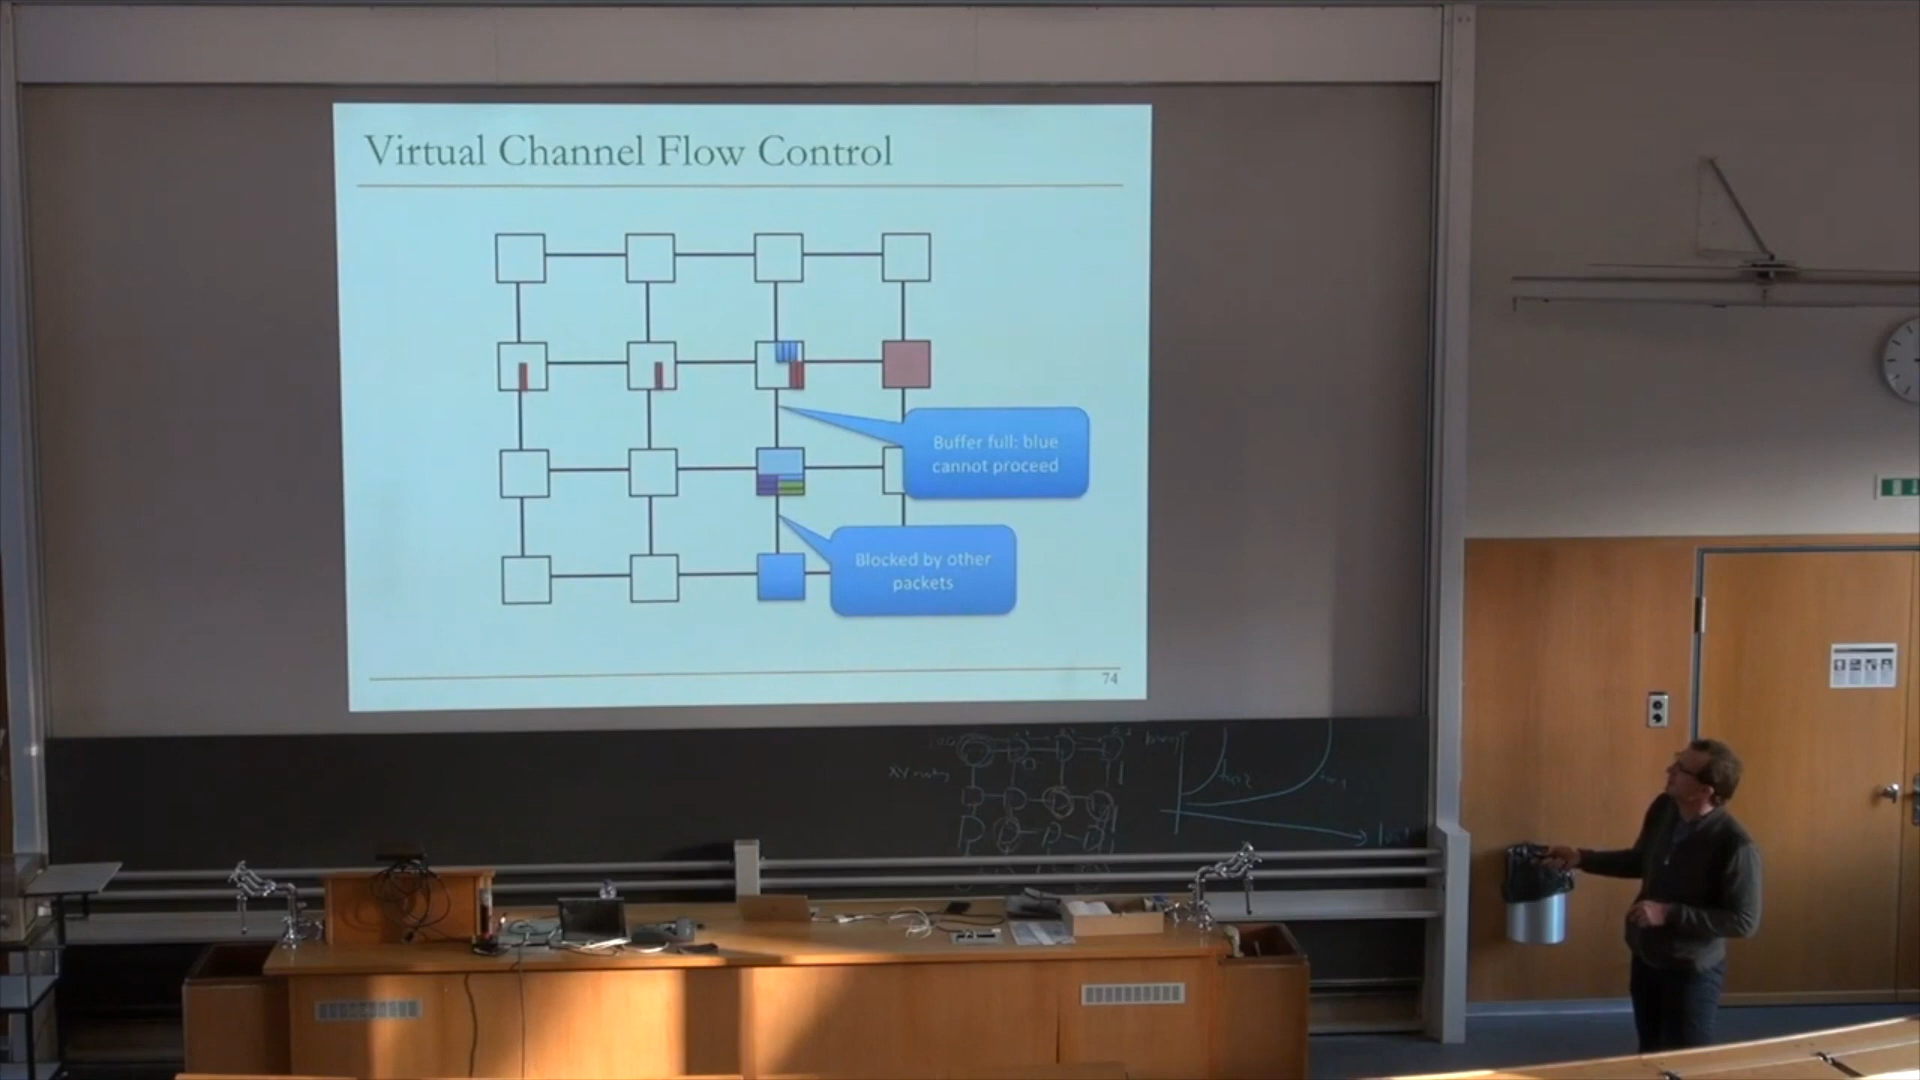 Virtual Channel Flow Control
Buffer full: blue
cannot proceed
Blocked by other
packets
74